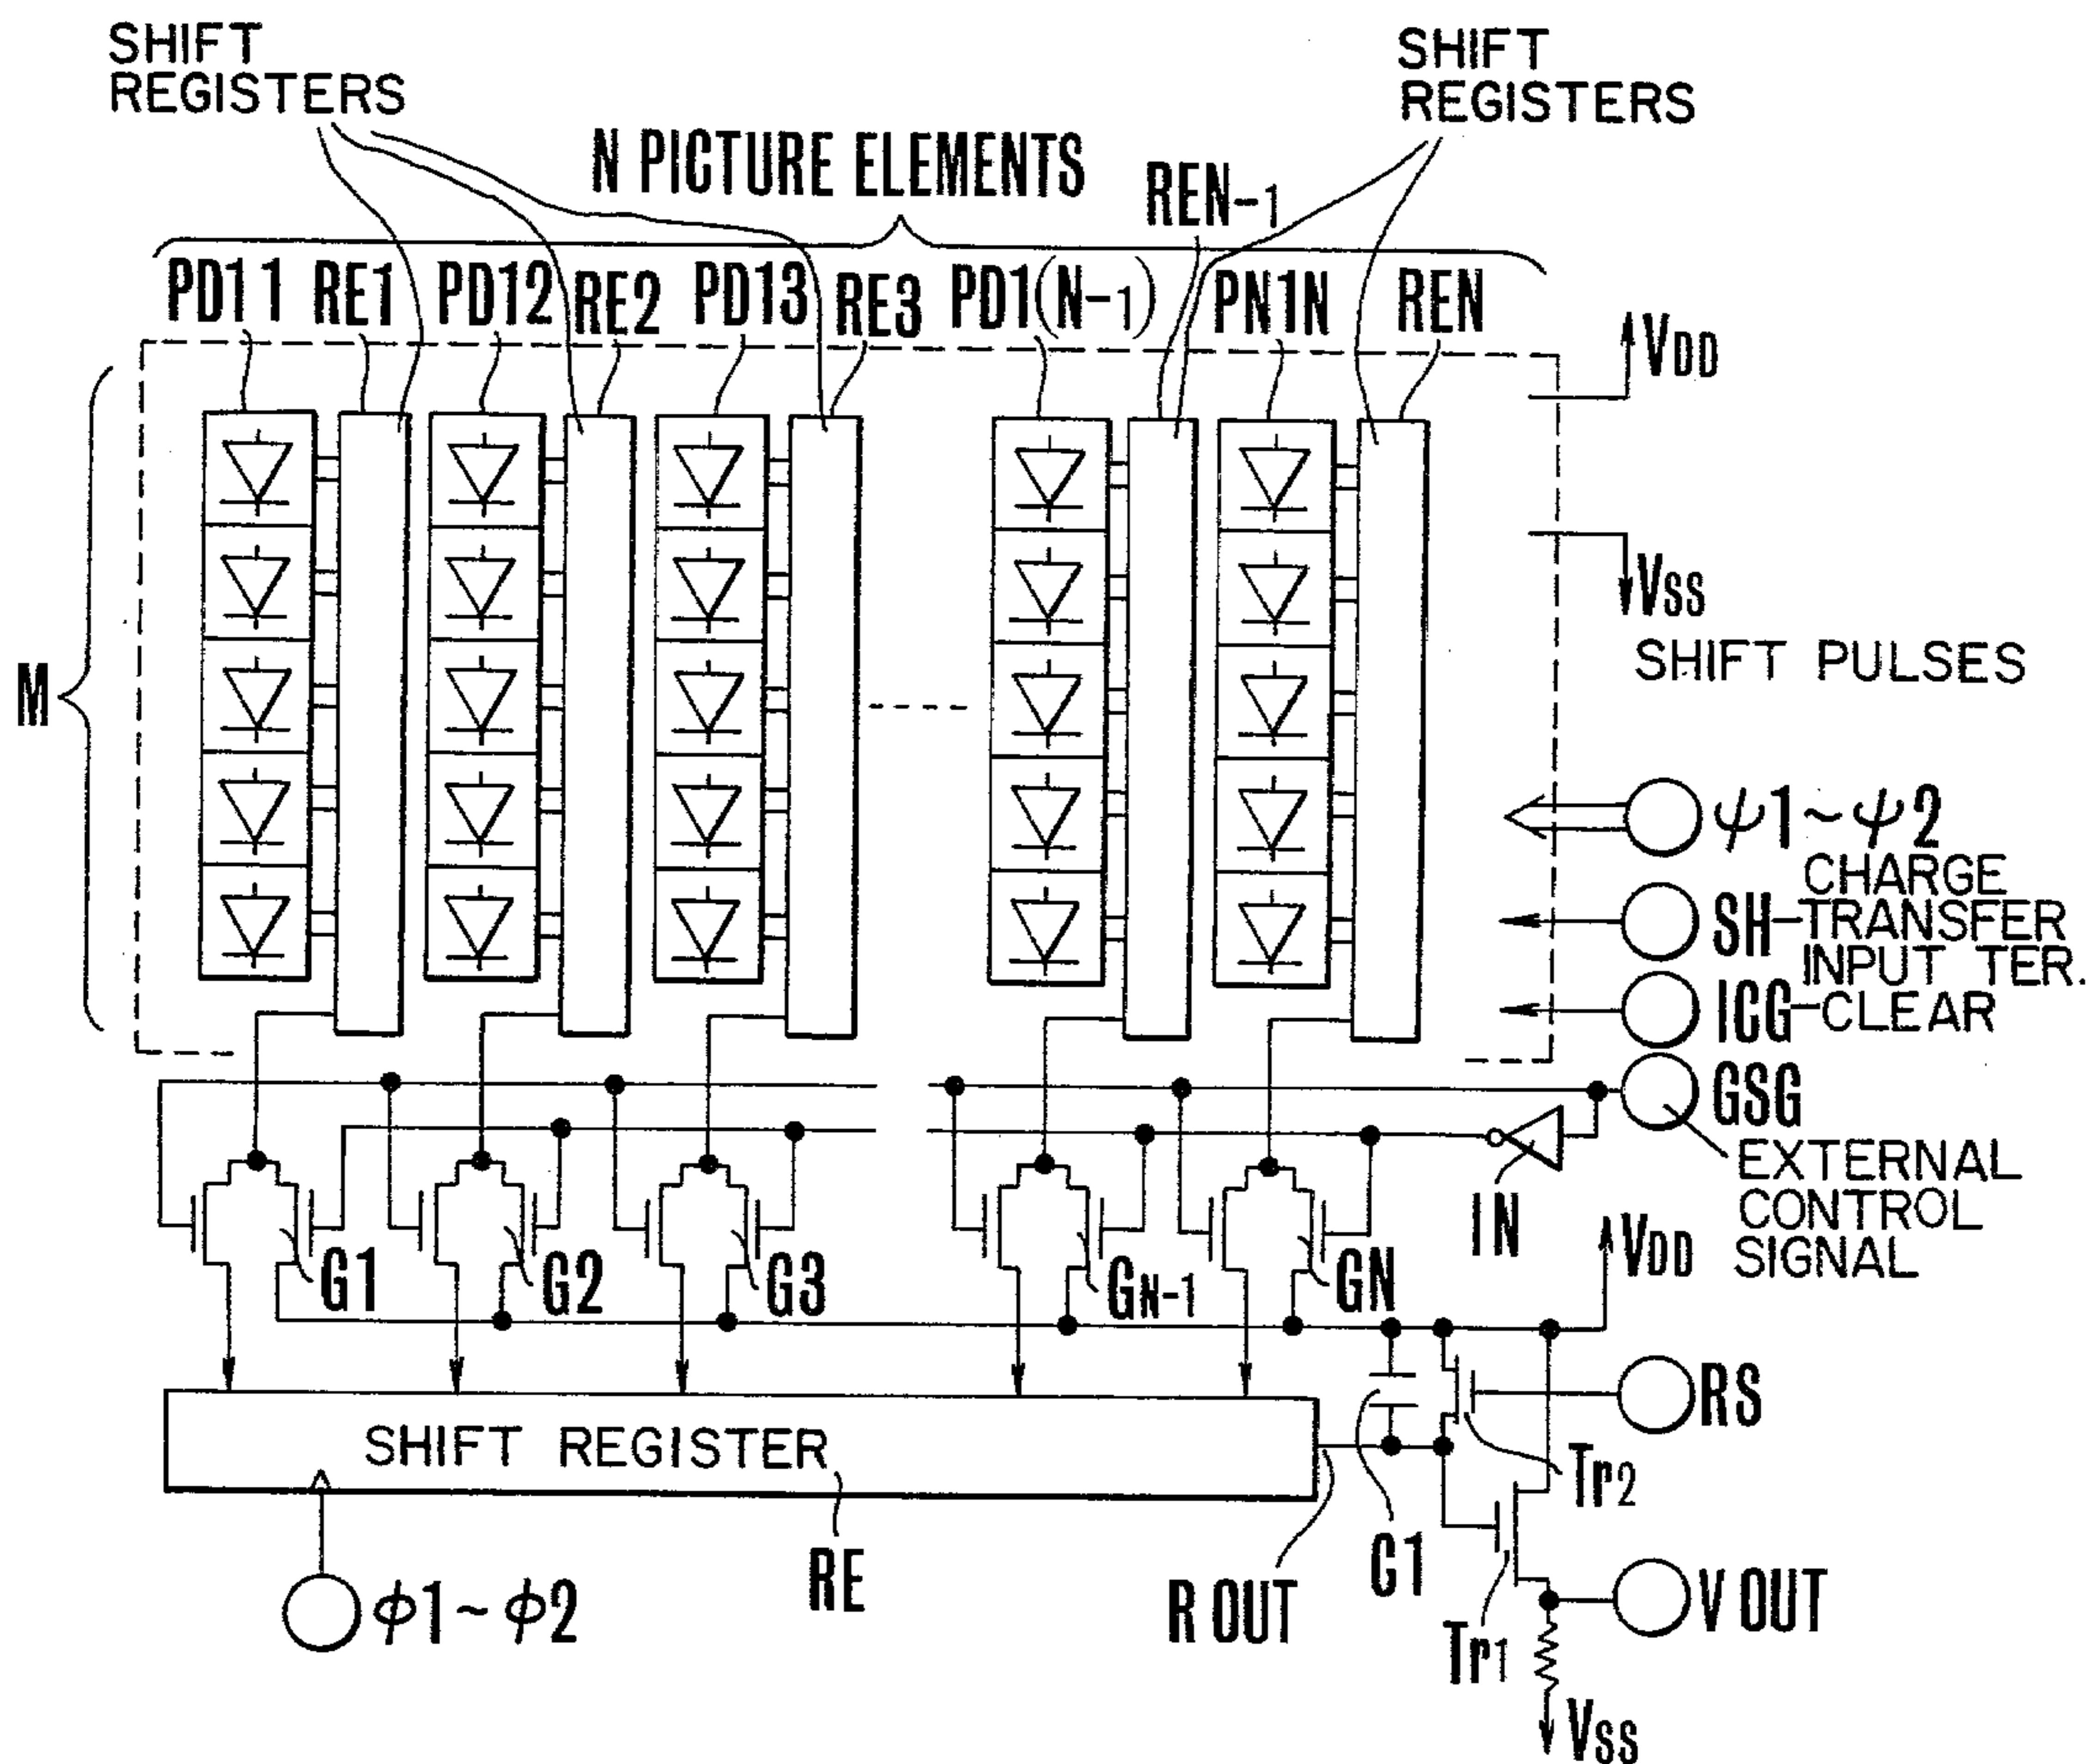 SHIFT
REGISTERS
SHIFT
REGISTERS
N PICTURE ELEMENTS
REN-1
PD11
RE1
PD12
RE2
PD13
RE3
PD1(N-1)
PN1N
REN
VDD
VSS
SHIFT PULSES
M
ψ1~ψ2
CHARGE
SH-TRANSFER
INPUT TER.
ICG-CLEAR
GSG
EXTERNAL
CONTROL
SIGNAL
IN
VDD
G1
G2
G3
GN-1
GN
RS
SHIFT REGISTER
Tr2
RE
R OUT
C1
φ1~φ2
V OUT
Tr1
VSS